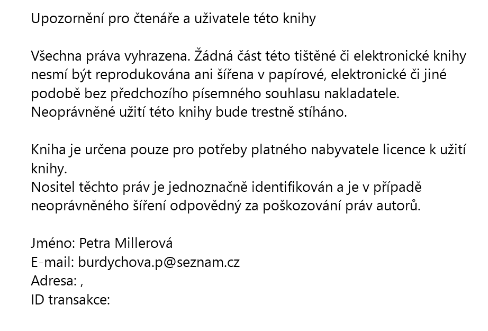 Upozornění pro čtenáře a uživatele této knihy
Všechna práva vyhrazena. Žádná část této tištěné či elektronické knihy
nesmí být reprodukována ani šířena v papírové, elektronické či jiné
podobě bez předchozího písemného souhlasu nakladatele.
Neoprávněné užití této knihy bude trestně stíháno.
Kniha je určena pouze pro potřeby platného nabyvatele licence k užití
knihy.
Nositel těchto práv je jednoznačně identifikován a je v případě
neoprávněného šíření odpovědný za poškozování práv autorů.
Jméno: Petra Millerová
E-mail: burdychova.p@seznam.cz
Adresa: ,
ID transakce: